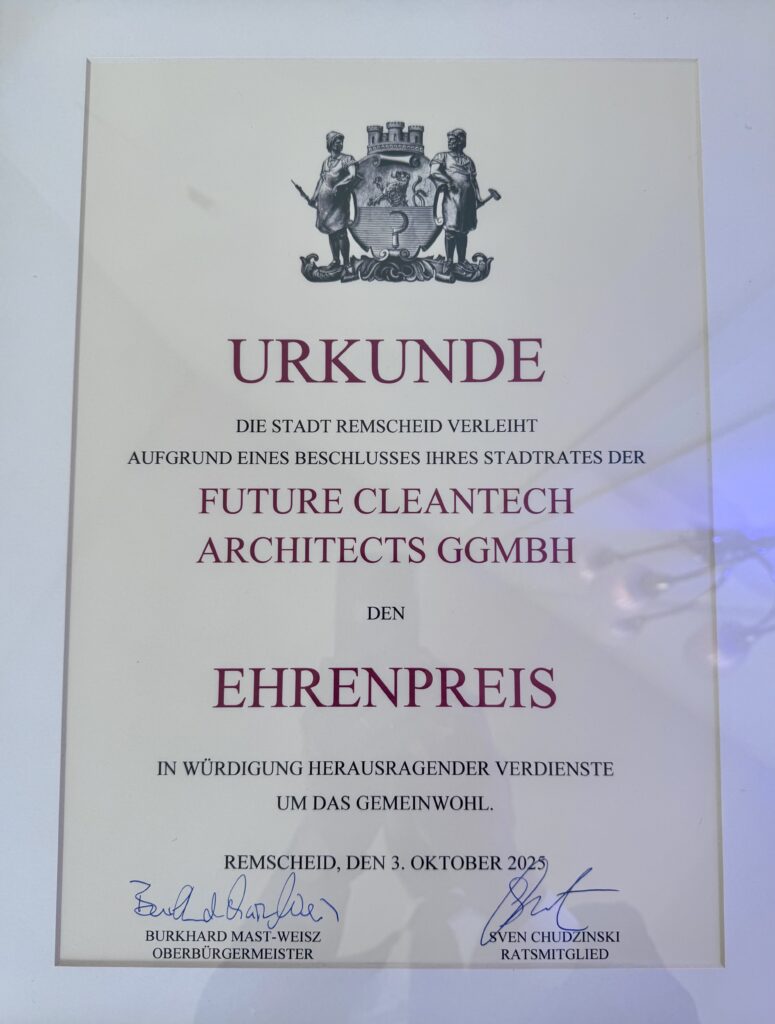 URKUNDE
DIE STADT REMSCHEID VERLEIHT
AUFGRUND EINES BESCHLUSSES IHRES STADTRATES DER
FUTURE CLEANTECH
ARCHITECTS GGMBH
DEN
EHRENPREIS
IN WÜRDIGUNG HERAUSRAGENDER VERDIENSTE
UM DAS GEMEINWOHL.
REMSCHEID, DEN 3. OKTOBER 2025
BURKHARD MAST-WEISZ
OBERBÜRGERMEISTER
SVEN CHUDZINSKI
RATSMITGLIED